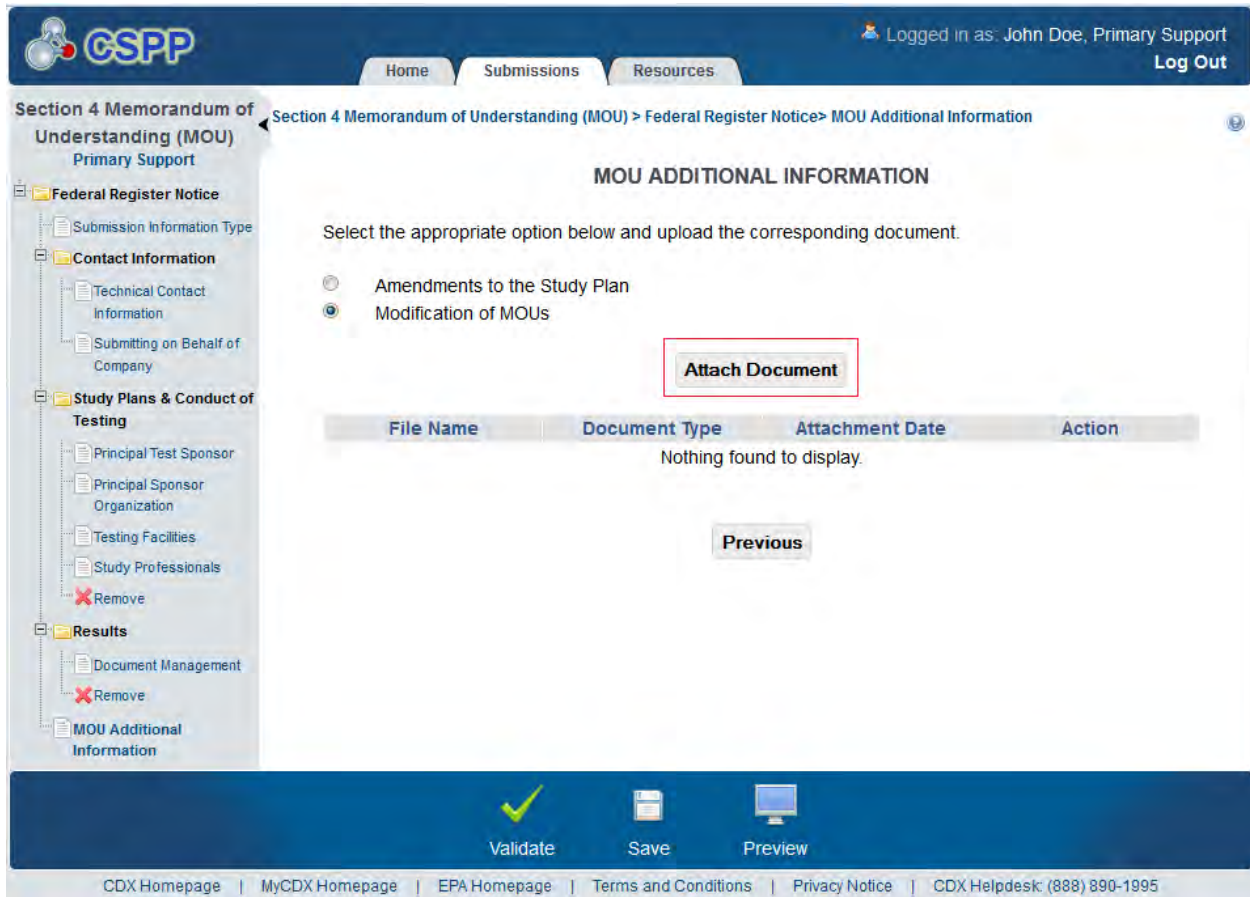 CSPP
Logged in as: John Doe, Primary Support
Log Out
Home Submissions Resources
Section 4 Memorandum of
Understanding (MOU)
Primary Support
Federal Register Notice
Submission Information Type
Contact Information
Technical Contact
Information
Submitting on Behalf of
Company
Study Plans & Conduct of
Testing
Principal Test Sponsor
Principal Sponsor
Organization
Testing Facilities
Study Professionals
Remove
Results
Document Management
Remove
MOU Additional
Information
Section 4 Memorandum of Understanding (MOU) > Federal Register Notice> MOU Additional Information
MOU ADDITIONAL INFORMATION
Select the appropriate option below and upload the corresponding document.
Amendments to the Study Plan
Modification of MOUs
Attach Document
File Name Document Type Attachment Date Action
Nothing found to display.
Previous
Validate Save Preview
CDX Homepage | MyCDX Homepage | EPA Homepage | Terms and Conditions | Privacy Notice | CDX Helpdesk: (888) 890-1995